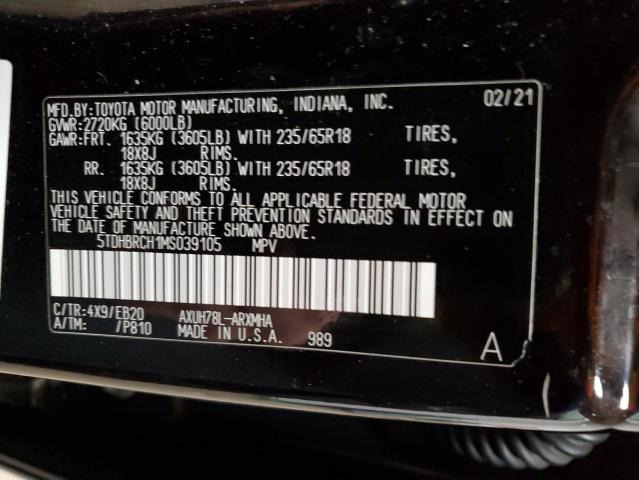 MFD.BY:TOYOTA MOTOR MANUFACTURING, INDIANA, INC. 02/21
GVWR:2720KG (6000LB)
GAWR:FRT. 1635KG (3605LB) WITH 235/65R18 TIRES,
18X8J RIMS.
RR. 1635KG (3605LB) WITH 235/65R18 TIRES,
18X8J RIMS.
THIS VEHICLE CONFORMS TO ALL APPLICABLE FEDERAL MOTOR
VEHICLE SAFETY AND THEFT PREVENTION STANDARDS IN EFFECT ON
THE DATE OF MANUFACTURE SHOWN ABOVE.
5TDHBRCH1MS039105 MPV
C/TR:4X9/EB20 AXUH78L-ARXMHA
A/TM: /P810 MADE IN U.S.A. 989
A